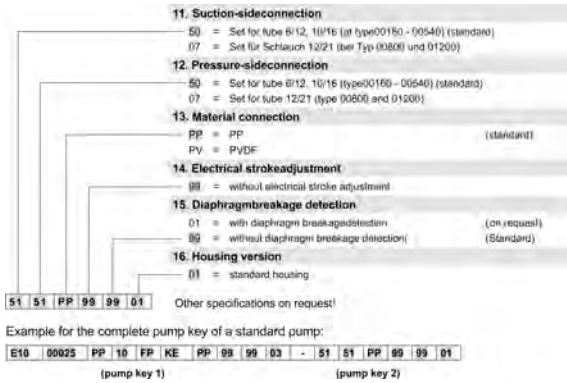 11. Suction-sideconnection
50 = Set for tube 6/12, 10/16 (at type00160 - 00540) (standard)
07 = Set für Schlauch 12/21 (bei Typ 00800 und 01200)
12. Pressure-sideconnection
50 = Set for tube 6/12, 10/16 (type00160 - 00540) (standard)
07 = Set for tube 12/21 (type 00800 and 01200)
13. Material connection
PP = PP (standard)
PV = PVDF
14. Electrical strokeadjustment
99 = without electrical stroke adjustment
15. Diaphragmbreakage detection
01 = with diaphragm breakagedetection (on request)
99 = without diaphragm breakage detection( (Standard)
16. Housing version
01 = standard housing
51 51 PP 99 99 01 Other specifications on request!
Example for the complete pump key of a standard pump:
E10 00025 PP 10 FP KE PP 99 99 03 - 51 51 PP 99 99 01
(pump key 1) (pump key 2)